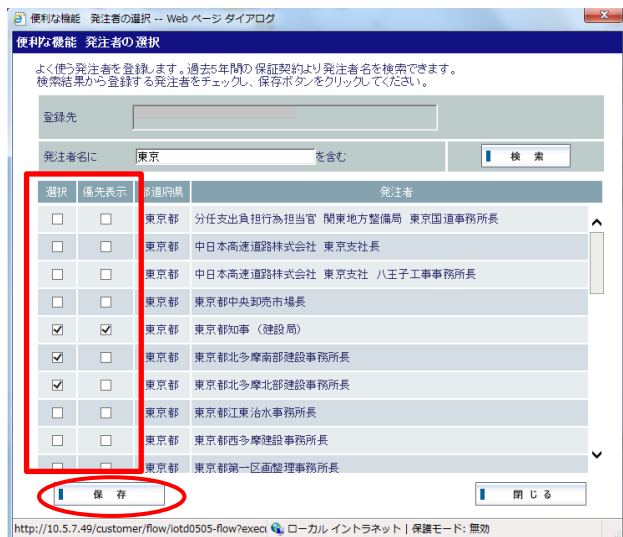 便利な機能　発注者の選択 -- Web ページ ダイアログ
便利な機能　発注者の選択
よく使う発注者を登録します。過去5年間の保証契約より発注者名を検索できます。
検索結果から登録する発注者をチェックし、保存ボタンをクリックしてください。
登録先
発注者名に 東京 を含む 検 索
選択 優先表示 都道府県 発注者
東京都 分任支出負担行為担当官 関東地方整備局 東京国道事務所長
東京都 中日本高速道路株式会社 東京支社長
東京都 中日本高速道路株式会社 東京支社 八王子工事事務所長
東京都 東京都中央卸売市場長
東京都 東京都知事（建設局）
東京都 東京都北多摩南部建設事務所長
東京都 東京都北多摩北部建設事務所長
東京都 東京都江東治水事務所長
東京都 東京都西多摩建設事務所長
東京都 東京都第一区画整理事務所長
保 存 閉じる
http://10.5.7.49/customer/flow/iotd0505-flow?execu ローカル イントラネット | 保護モード: 無効